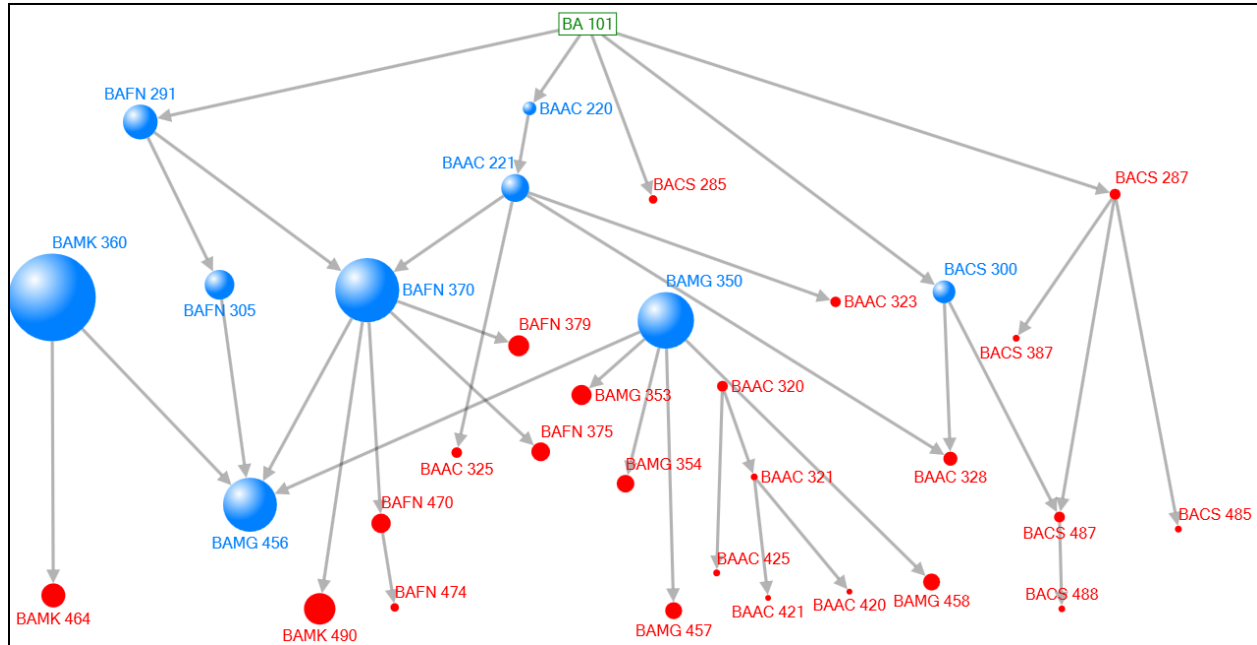 BA 101
BAFN 291
BAAC 220
BAAC 221
BACS 285
BACS 287
BAMK 360
BACS 300
BAMG 350
BAFN 370
BAFN 305
BAAC 323
BAFN 379
BACS 387
BAMG 353
BAAC 320
BAFN 375
BAMG 354
BAAC 325
BAAC 321
BAAC 328
BAFN 470
BACS 485
BACS 487
BAMG 456
BAAC 425
BAFN 474
BACS 488
BAAC 421
BAAC 420
BAMG 458
BAMK 464
BAMK 490
BAMG 457